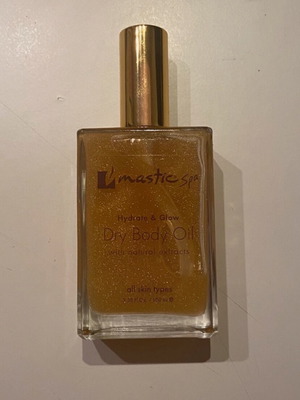 mastic spa
Hydrate & Glow
Dry Body Oil
with natural extracts
all skin types